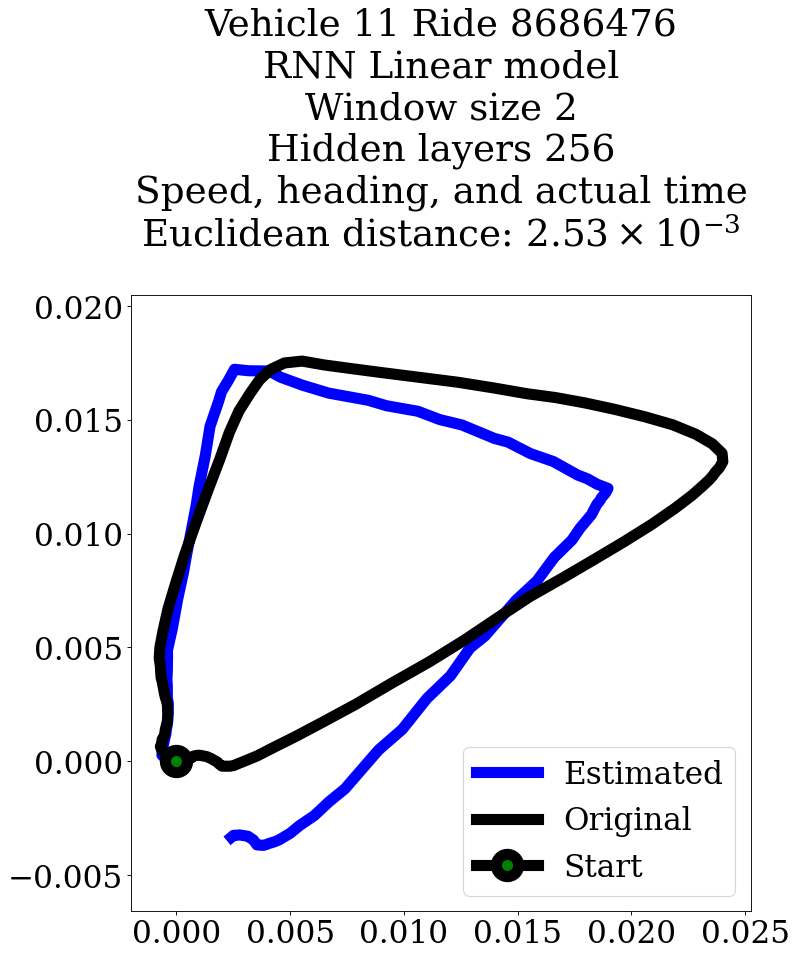 Vehicle 11 Ride 8686476
RNN Linear model
Window size 2
Hidden layers 256
Speed, heading, and actual time
Euclidean distance: 2.53 × 10⁻³
0.020
0.015
0.010
0.005
0.000
−0.005
Estimated
Original
Start
0.000 0.005 0.010 0.015 0.020 0.025